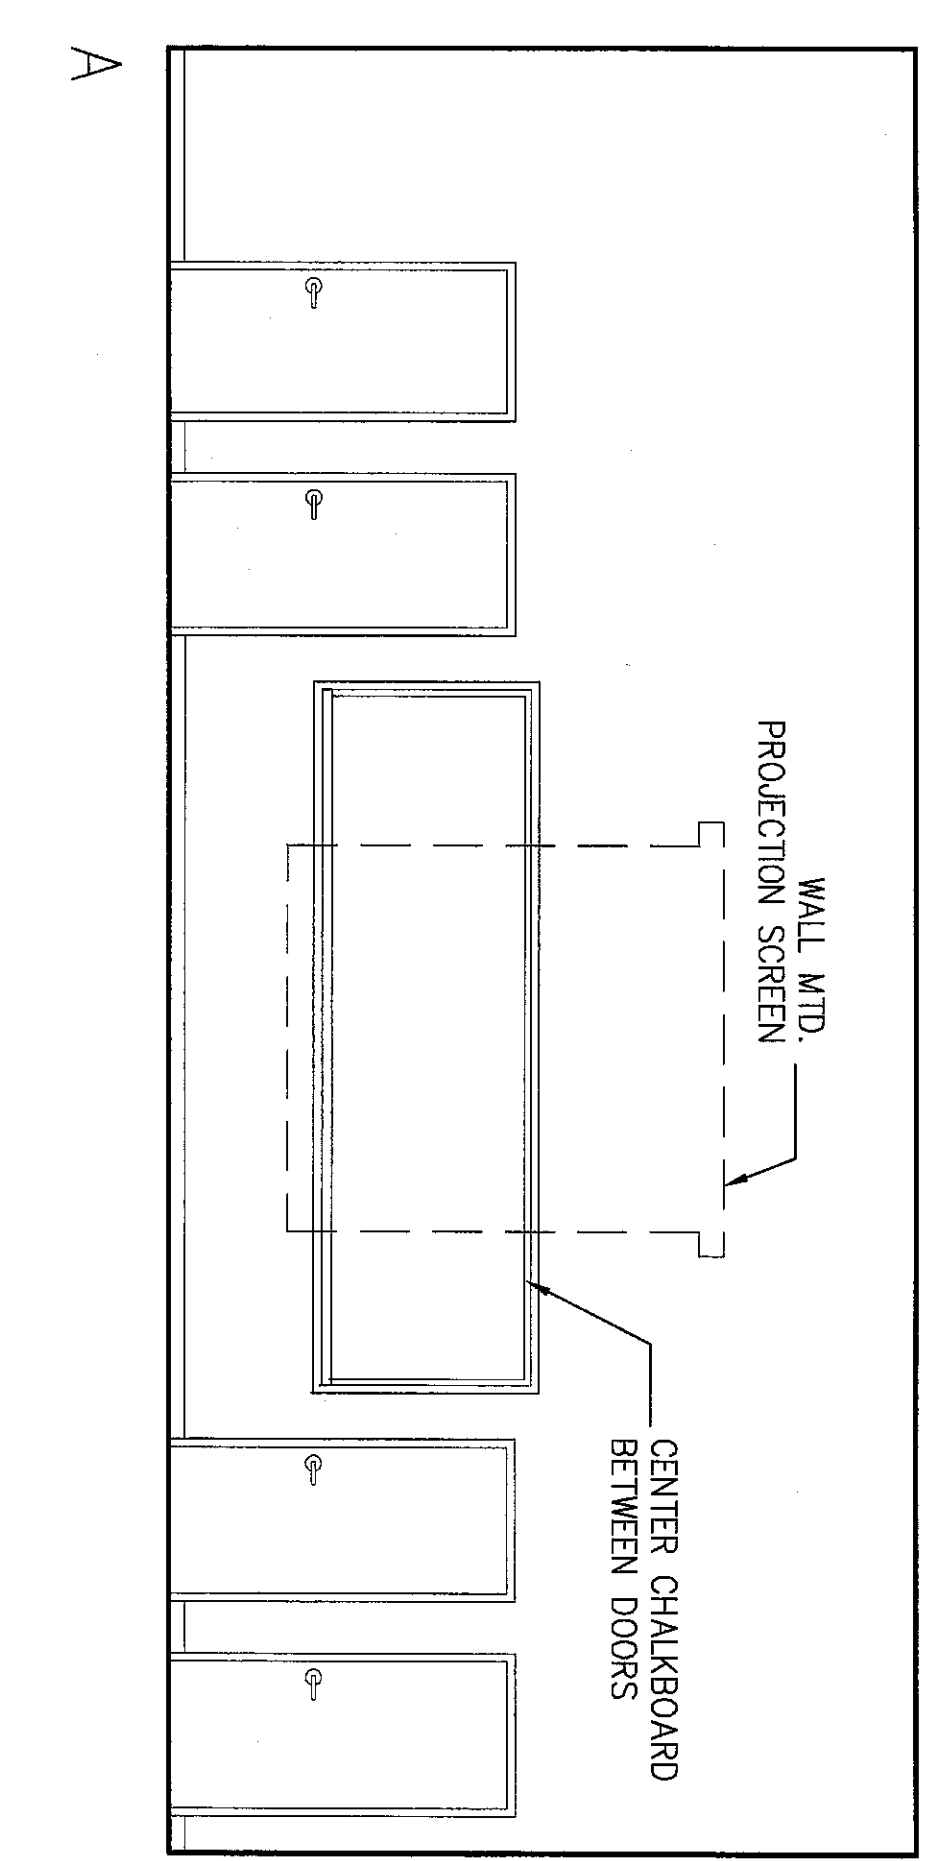 WALL MTD.
PROJECTION SCREEN
CENTER CHALKBOARD
BETWEEN DOORS
A